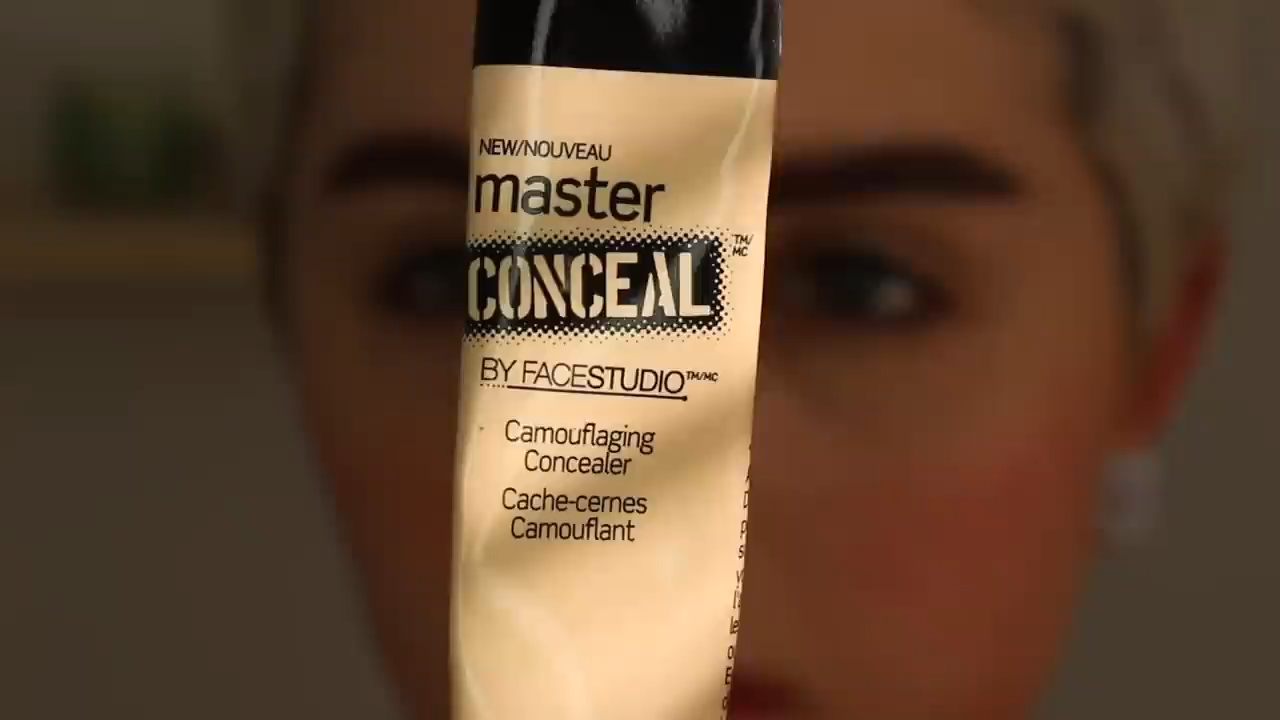 NEW/NOUVEAU
master
CONCEAL TM/MC
BY FACESTUDIO TM/MC
Camouflaging
Concealer
Cache-cernes
Camouflant